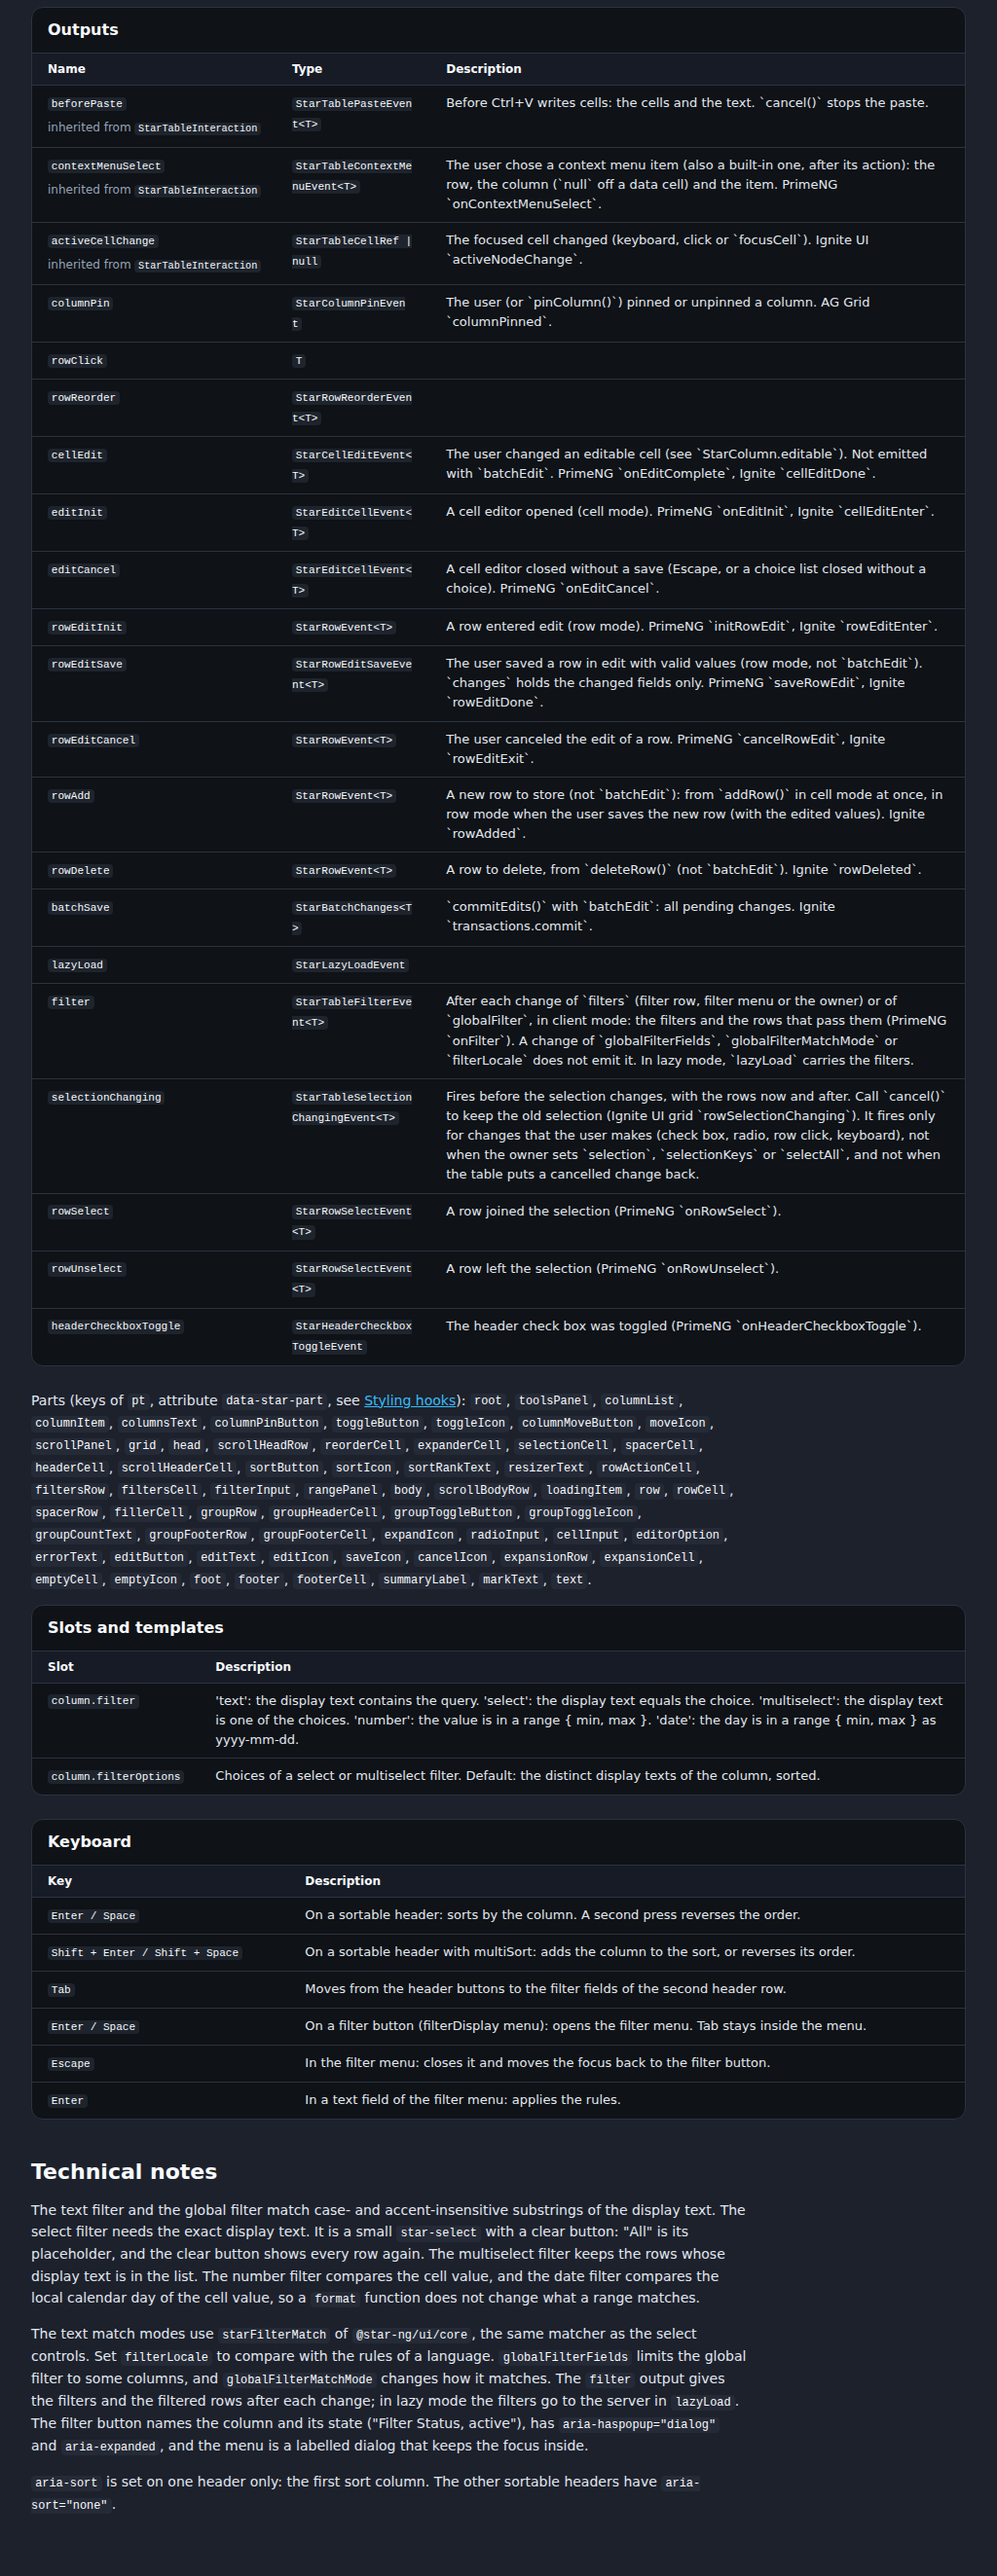 Outputs
Name Type Description
beforePaste StarTablePasteEven Before Ctrl+V writes cells: the cells and the text. `cancel()` stops the paste.
inherited from StarTableInteraction t<T>
contextMenuSelect StarTableContextMe The user chose a context menu item (also a built-in one, after its action): the
inherited from StarTableInteraction nuEvent<T> row, the column (`null` off a data cell) and the item. PrimeNG
`onContextMenuSelect`.
activeCellChange StarTableCellRef | The focused cell changed (keyboard, click or `focusCell`). Ignite UI
inherited from StarTableInteraction null `activeNodeChange`.
columnPin StarColumnPinEven The user (or `pinColumn()`) pinned or unpinned a column. AG Grid
t `columnPinned`.
rowClick T
rowReorder StarRowReorderEven
t<T>
cellEdit StarCellEditEvent< The user changed an editable cell (see `StarColumn.editable`). Not emitted
T> with `batchEdit`. PrimeNG `onEditComplete`, Ignite `cellEditDone`.
editInit StarEditCellEvent< A cell editor opened (cell mode). PrimeNG `onEditInit`, Ignite `cellEditEnter`.
T>
editCancel StarEditCellEvent< A cell editor closed without a save (Escape, or a choice list closed without a
T> choice). PrimeNG `onEditCancel`.
rowEditInit StarRowEvent<T> A row entered edit (row mode). PrimeNG `initRowEdit`, Ignite `rowEditEnter`.
rowEditSave StarRowEditSaveEve The user saved a row in edit with valid values (row mode, not `batchEdit`).
nt<T> `changes` holds the changed fields only. PrimeNG `saveRowEdit`, Ignite
`rowEditDone`.
rowEditCancel StarRowEvent<T> The user canceled the edit of a row. PrimeNG `cancelRowEdit`, Ignite
`rowEditExit`.
rowAdd StarRowEvent<T> A new row to store (not `batchEdit`): from `addRow()` in cell mode at once, in
row mode when the user saves the new row (with the edited values). Ignite
`rowAdded`.
rowDelete StarRowEvent<T> A row to delete, from `deleteRow()` (not `batchEdit`). Ignite `rowDeleted`.
batchSave StarBatchChanges<T `commitEdits()` with `batchEdit`: all pending changes. Ignite
> `transactions.commit`.
lazyLoad StarLazyLoadEvent
filter StarTableFilterEve After each change of `filters` (filter row, filter menu or the owner) or of
nt<T> `globalFilter`, in client mode: the filters and the rows that pass them (PrimeNG
`onFilter`). A change of `globalFilterFields`, `globalFilterMatchMode` or
`filterLocale` does not emit it. In lazy mode, `lazyLoad` carries the filters.
selectionChanging StarTableSelection Fires before the selection changes, with the rows now and after. Call `cancel()`
ChangingEvent<T> to keep the old selection (Ignite UI grid `rowSelectionChanging`). It fires only
for changes that the user makes (check box, radio, row click, keyboard), not
when the owner sets `selection`, `selectionKeys` or `selectAll`, and not when
the table puts a cancelled change back.
rowSelect StarRowSelectEvent A row joined the selection (PrimeNG `onRowSelect`).
<T>
rowUnselect StarRowSelectEvent A row left the selection (PrimeNG `onRowUnselect`).
<T>
headerCheckboxToggle StarHeaderCheckbox The header check box was toggled (PrimeNG `onHeaderCheckboxToggle`).
ToggleEvent
Parts (keys of pt, attribute data-star-part, see Styling hooks): root, toolsPanel, columnList,
columnItem, columnsText, columnPinButton, toggleButton, toggleIcon, columnMoveButton, moveIcon,
scrollPanel, grid, head, scrollHeadRow, reorderCell, expanderCell, selectionCell, spacerCell,
headerCell, scrollHeaderCell, sortButton, sortIcon, sortRankText, resizerText, rowActionCell,
filtersRow, filtersCell, filterInput, rangePanel, body, scrollBodyRow, loadingItem, row, rowCell,
spacerRow, fillerCell, groupRow, groupHeaderCell, groupToggleButton, groupToggleIcon,
groupCountText, groupFooterRow, groupFooterCell, expandIcon, radioInput, cellInput, editorOption,
errorText, editButton, editText, editIcon, saveIcon, cancelIcon, expansionRow, expansionCell,
emptyCell, emptyIcon, foot, footer, footerCell, summaryLabel, markText, text.
Slots and templates
Slot Description
column.filter 'text': the display text contains the query. 'select': the display text equals the choice. 'multiselect': the display text
is one of the choices. 'number': the value is in a range { min, max }. 'date': the day is in a range { min, max } as
yyyy-mm-dd.
column.filterOptions Choices of a select or multiselect filter. Default: the distinct display texts of the column, sorted.
Keyboard
Key Description
Enter / Space On a sortable header: sorts by the column. A second press reverses the order.
Shift + Enter / Shift + Space On a sortable header with multiSort: adds the column to the sort, or reverses its order.
Tab Moves from the header buttons to the filter fields of the second header row.
Enter / Space On a filter button (filterDisplay menu): opens the filter menu. Tab stays inside the menu.
Escape In the filter menu: closes it and moves the focus back to the filter button.
Enter In a text field of the filter menu: applies the rules.
Technical notes
The text filter and the global filter match case- and accent-insensitive substrings of the display text. The
select filter needs the exact display text. It is a small star-select with a clear button: "All" is its
placeholder, and the clear button shows every row again. The multiselect filter keeps the rows whose
display text is in the list. The number filter compares the cell value, and the date filter compares the
local calendar day of the cell value, so a format function does not change what a range matches.
The text match modes use starFilterMatch of @star-ng/ui/core, the same matcher as the select
controls. Set filterLocale to compare with the rules of a language. globalFilterFields limits the global
filter to some columns, and globalFilterMatchMode changes how it matches. The filter output gives
the filters and the filtered rows after each change; in lazy mode the filters go to the server in lazyLoad.
The filter button names the column and its state ("Filter Status, active"), has aria-haspopup="dialog"
and aria-expanded, and the menu is a labelled dialog that keeps the focus inside.
aria-sort is set on one header only: the first sort column. The other sortable headers have aria-
sort="none".